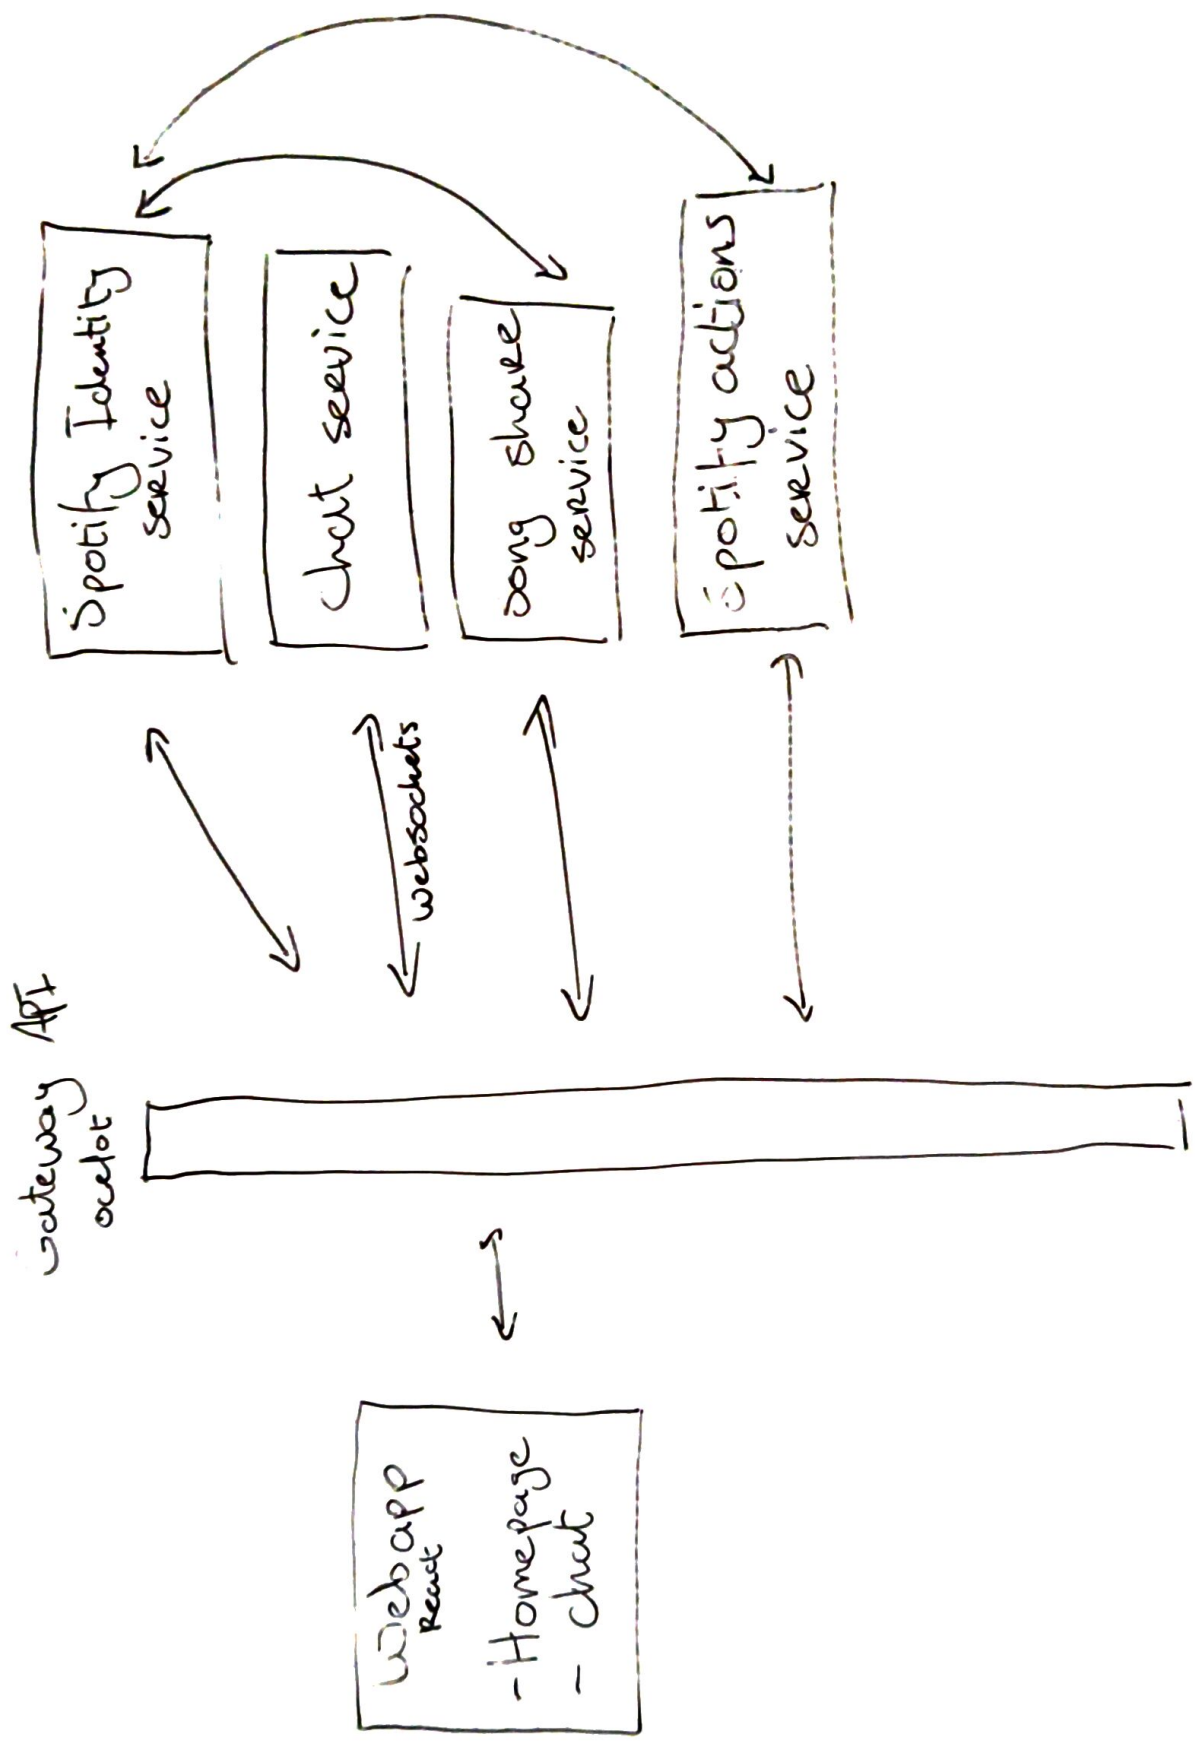 Webapp
React
- Homepage
- chat
Gateway API
ocelot
websockets
Spotify Identity
service
chat service
song share
service
Spotify actions
service